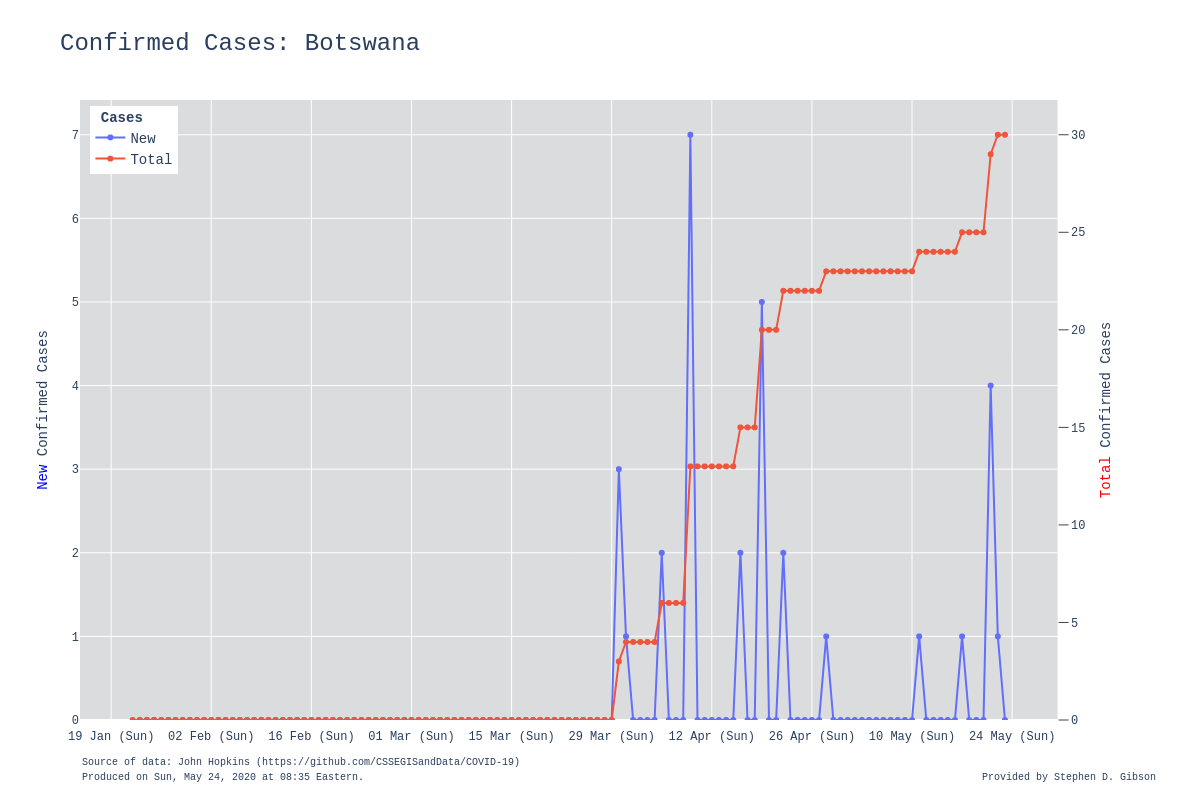 Confirmed Cases: Botswana
Cases
New
Total
7
6
5
4
3
2
1
0
New Confirmed Cases
30
25
20
15
10
5
0
Total Confirmed Cases
19 Jan (Sun) 02 Feb (Sun) 16 Feb (Sun) 01 Mar (Sun) 15 Mar (Sun) 29 Mar (Sun) 12 Apr (Sun) 26 Apr (Sun) 10 May (Sun) 24 May (Sun)
Source of data: John Hopkins (https://github.com/CSSEGISandData/COVID-19)
Produced on Sun, May 24, 2020 at 08:35 Eastern.
Provided by Stephen D. Gibson